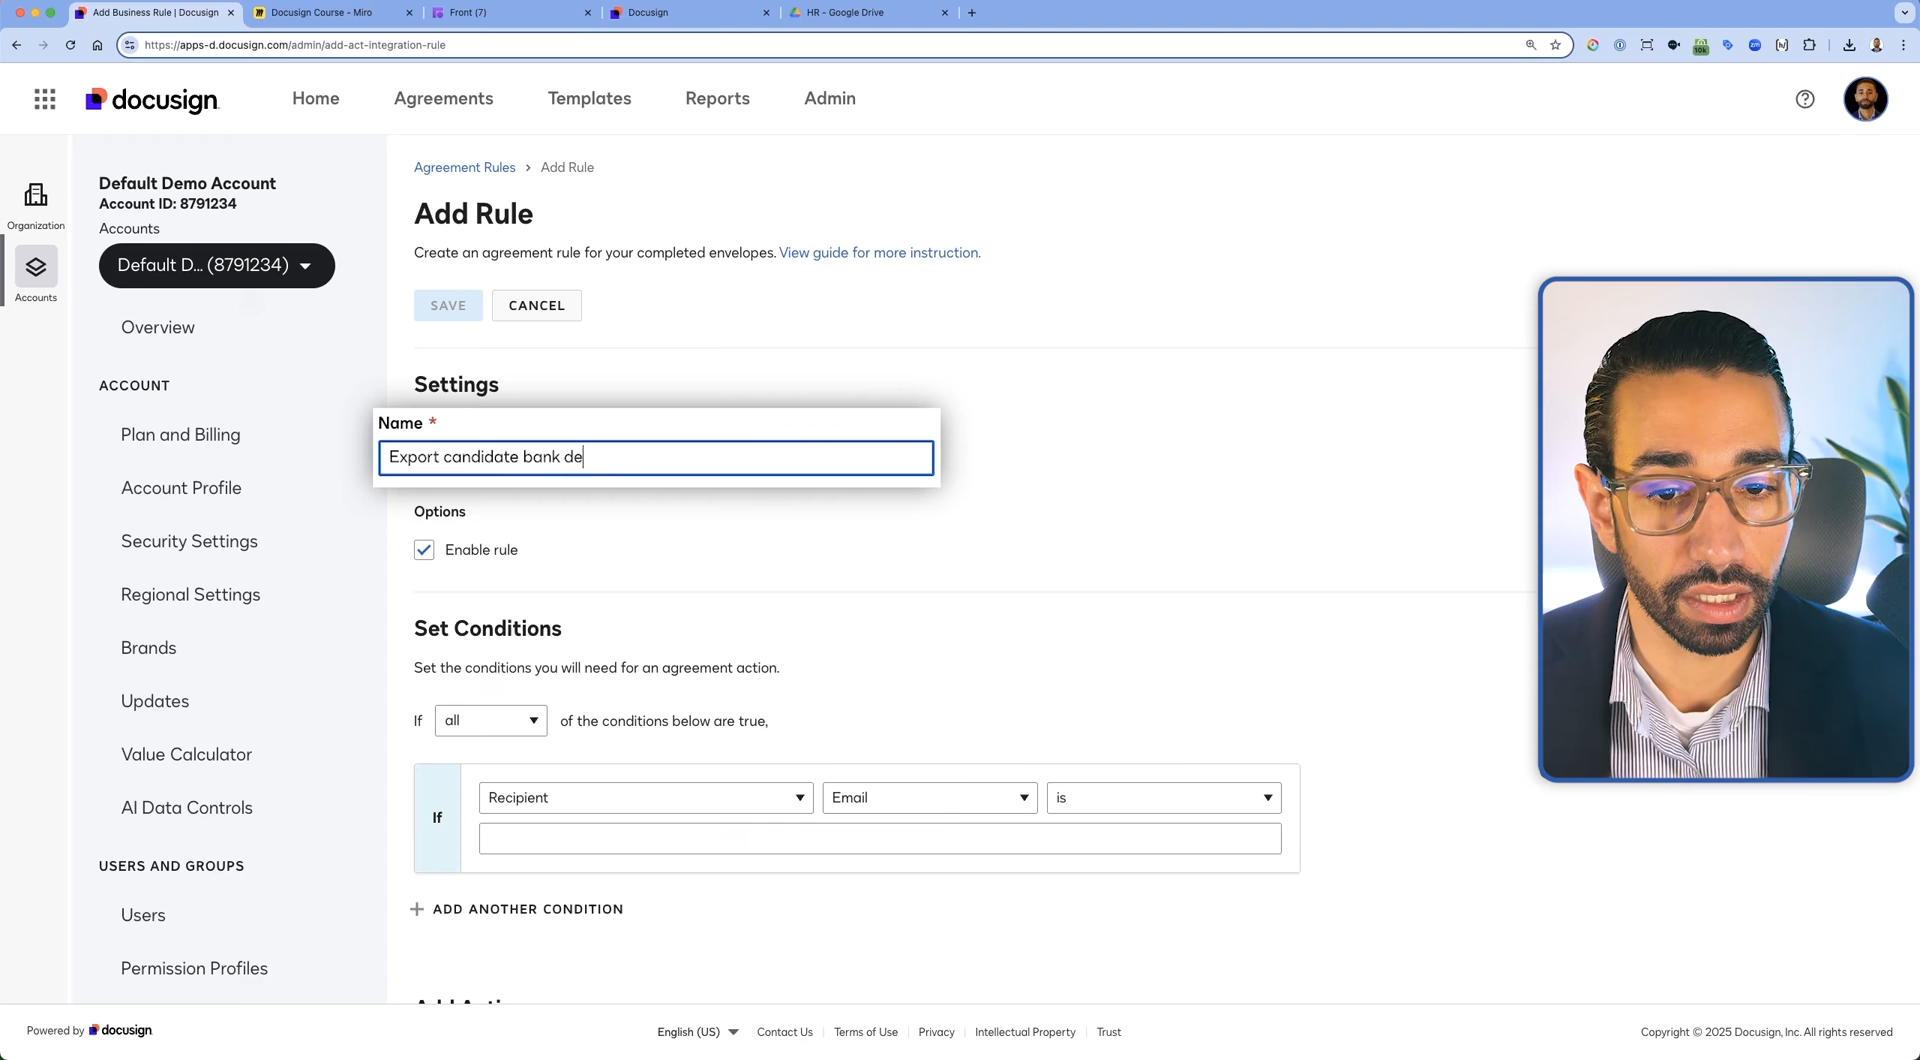 Add Business Rule | Docusign
Docusign Course - Miro
Front (7)
Docusign
HR - Google Drive
https://apps-d.docusign.com/admin/add-act-integration-rule
10k
docusign
Home
Agreements
Templates
Reports
Admin
Organization
Accounts
Default Demo Account
Account ID: 8791234
Accounts
Default D... (8791234)
Overview
ACCOUNT
Plan and Billing
Account Profile
Security Settings
Regional Settings
Brands
Updates
Value Calculator
AI Data Controls
USERS AND GROUPS
Users
Permission Profiles
Agreement Rules > Add Rule
Add Rule
Create an agreement rule for your completed envelopes. View guide for more instruction.
SAVE
CANCEL
Settings
Name *
Export candidate bank de
Options
Enable rule
Set Conditions
Set the conditions you will need for an agreement action.
If all of the conditions below are true,
If
Recipient
Email
is
+ ADD ANOTHER CONDITION
Powered by docusign
English (US)
Contact Us
Terms of Use
Privacy
Intellectual Property
Trust
Copyright © 2025 Docusign, Inc. All rights reserved